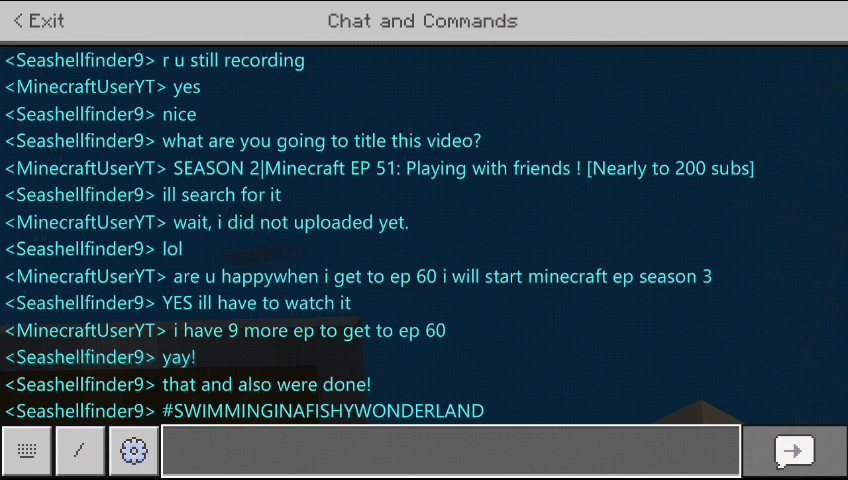 Exit
Chat and Commands
<Seashellfinder9> r u still recording
<MinecraftUserYT> yes
<Seashellfinder9> nice
<Seashellfinder9> what are you going to title this video?
<MinecraftUserYT> SEASON 2|Minecraft EP 51: Playing with friends ! [Nearly to 200 subs]
<Seashellfinder9> ill search for it
<MinecraftUserYT> wait, i did not uploaded yet.
<Seashellfinder9> lol
<MinecraftUserYT> are u happywhen i get to ep 60 i will start minecraft ep season 3
<Seashellfinder9> YES ill have to watch it
<MinecraftUserYT> i have 9 more ep to get to ep 60
<Seashellfinder9> yay!
<Seashellfinder9> that and also were done!
<Seashellfinder9> #SWIMMINGINAFISHYWONDERLAND
/